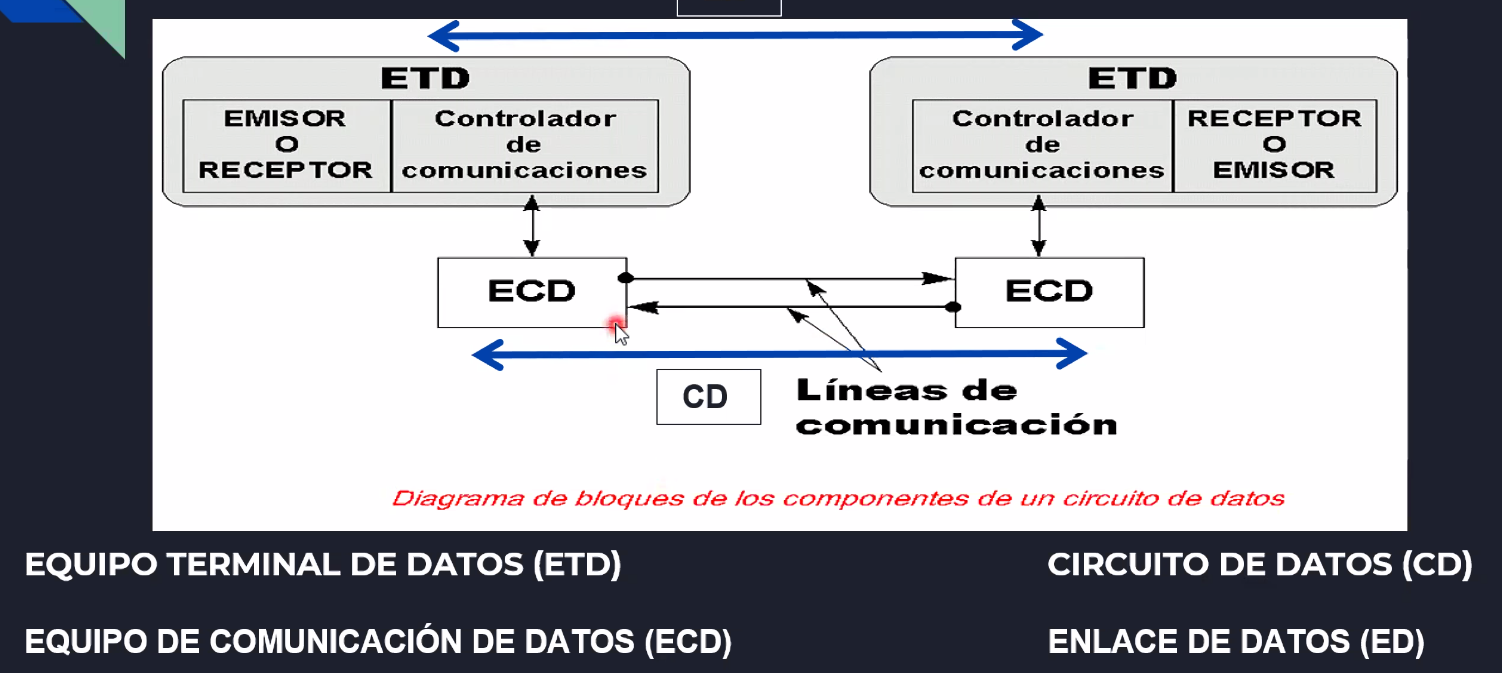 ETD
EMISOR
O
RECEPTOR
Controlador
de
comunicaciones
ETD
Controlador
de
comunicaciones
RECEPTOR
O
EMISOR
ECD
ECD
CD
Líneas de
comunicación
Diagrama de bloques de los componentes de un circuito de datos
EQUIPO TERMINAL DE DATOS (ETD)
CIRCUITO DE DATOS (CD)
EQUIPO DE COMUNICACIÓN DE DATOS (ECD)
ENLACE DE DATOS (ED)